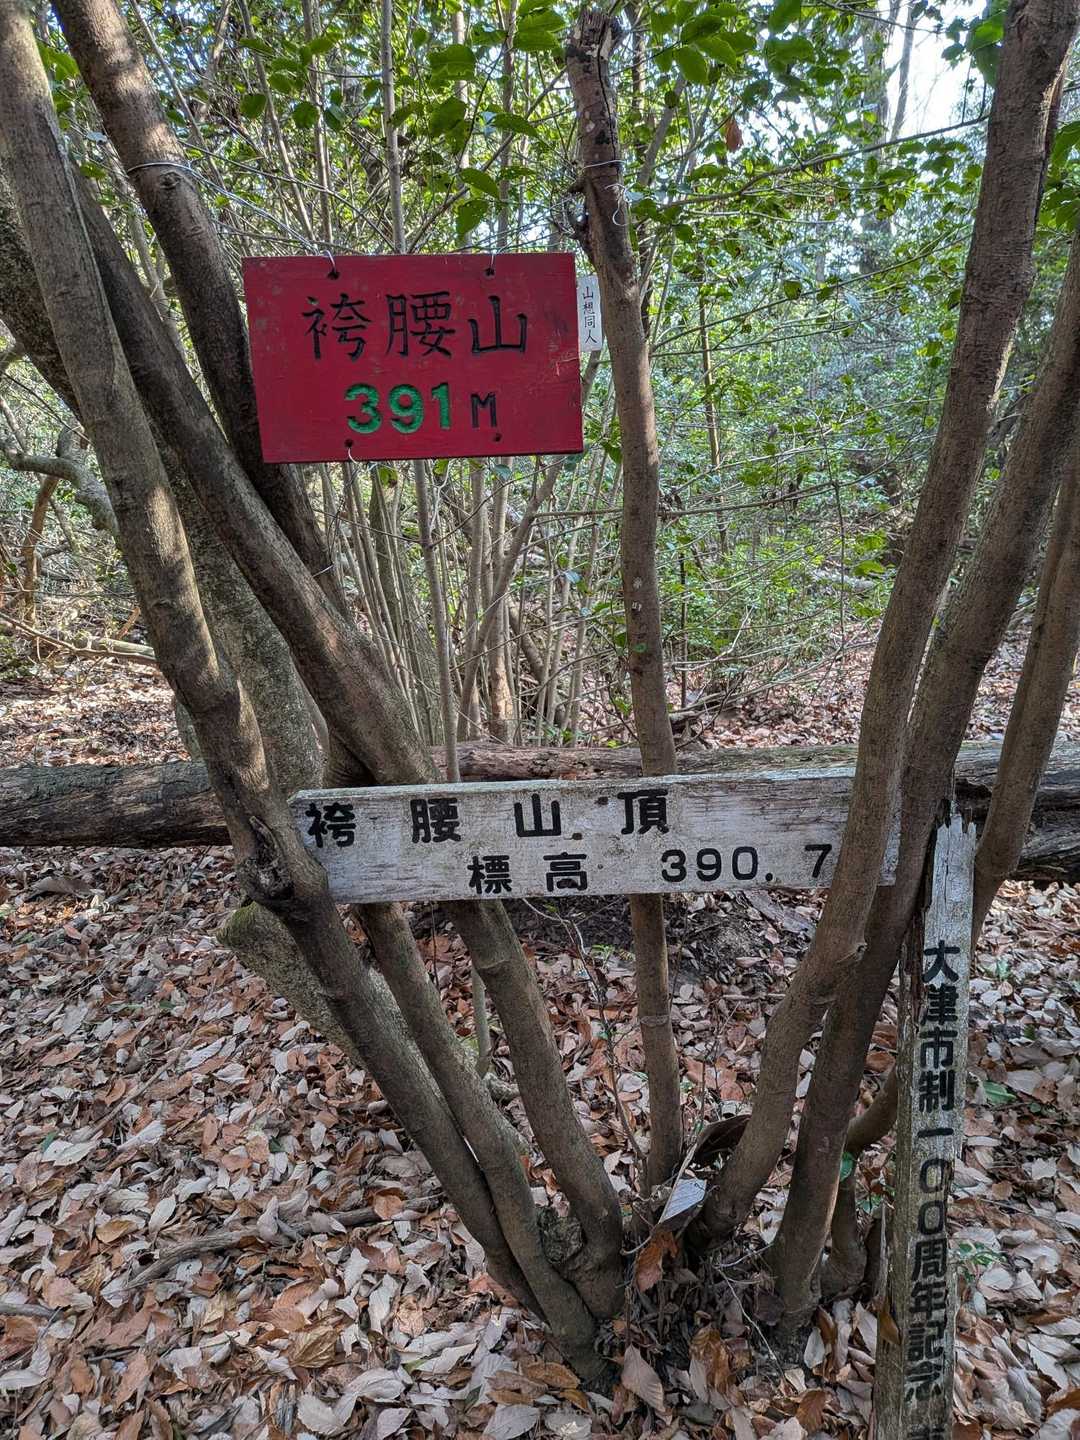 袴腰山
391M
山想同人
袴腰山頂
標高 390.7
大津市制一〇〇周年記念